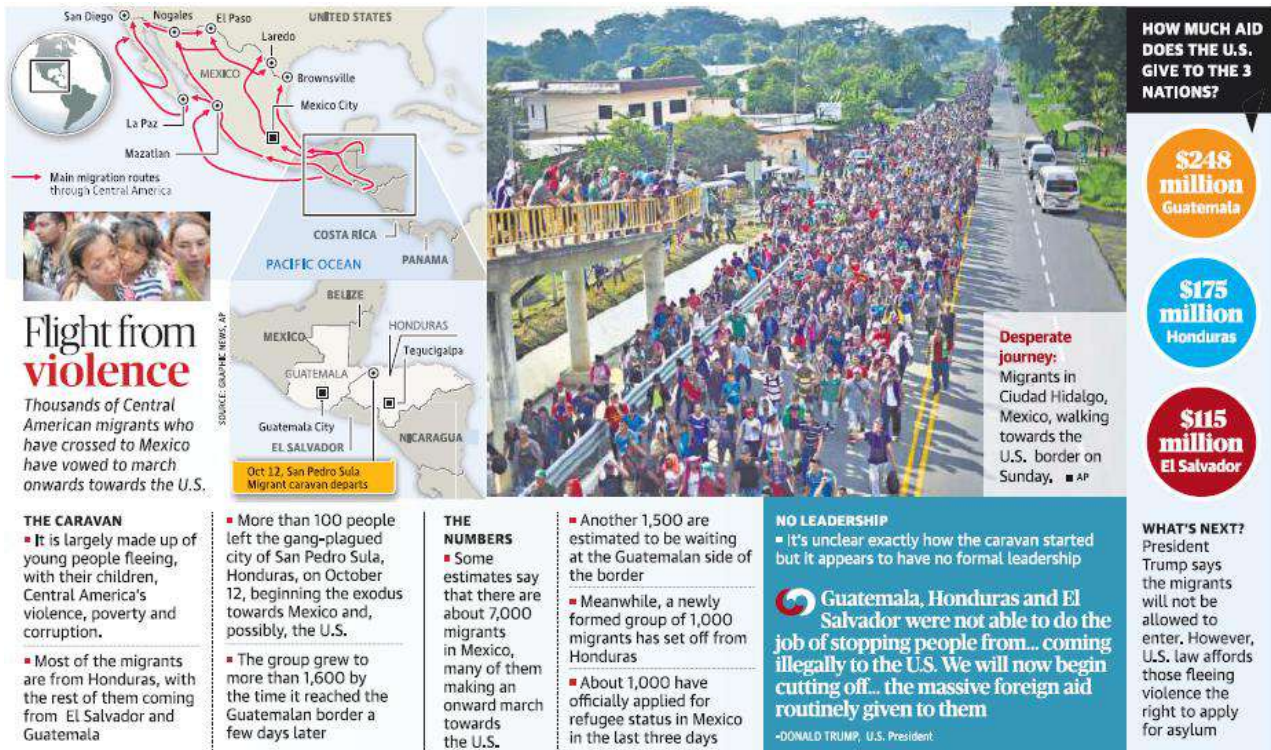 San Diego
Nogales
El Paso
UNITED STATES
Laredo
MEXICO
Brownsville
Mexico City
La Paz
Mazatlan
Main migration routes
through Central America
COSTA RICA
PANAMA
PACIFIC OCEAN
Flight from
violence
Thousands of Central
American migrants who
have crossed to Mexico
have vowed to march
onwards towards the U.S.
SOURCE: GRAPHIC NEWS, AP
BELIZE
MEXICO
HONDURAS
Tegucigalpa
GUATEMALA
Guatemala City
EL SALVADOR
NICARAGUA
Oct 12, San Pedro Sula
Migrant caravan departs
Desperate
journey:
Migrants in
Ciudad Hidalgo,
Mexico, walking
towards the
U.S. border on
Sunday. ■ AP
HOW MUCH AID
DOES THE U.S.
GIVE TO THE 3
NATIONS?
$248
million
Guatemala
$175
million
Honduras
$115
million
El Salvador
THE CARAVAN
▪ It is largely made up of
young people fleeing,
with their children,
Central America's
violence, poverty and
corruption.
▪ Most of the migrants
are from Honduras, with
the rest of them coming
from El Salvador and
Guatemala
▪ More than 100 people
left the gang-plagued
city of San Pedro Sula,
Honduras, on October
12, beginning the exodus
towards Mexico and,
possibly, the U.S.
▪ The group grew to
more than 1,600 by
the time it reached the
Guatemalan border a
few days later
THE
NUMBERS
▪ Some
estimates say
that there are
about 7,000
migrants
in Mexico,
many of them
making an
onward march
towards
the U.S.
▪ Another 1,500 are
estimated to be waiting
at the Guatemalan side of
the border
▪ Meanwhile, a newly
formed group of 1,000
migrants has set off from
Honduras
▪ About 1,000 have
officially applied for
refugee status in Mexico
in the last three days
NO LEADERSHIP
▪ It's unclear exactly how the caravan started
but it appears to have no formal leadership
Guatemala, Honduras and El
Salvador were not able to do the
job of stopping people from... coming
illegally to the U.S. We will now begin
cutting off... the massive foreign aid
routinely given to them
-DONALD TRUMP, U.S. President
WHAT'S NEXT?
President
Trump says
the migrants
will not be
allowed to
enter. However,
U.S. law affords
those fleeing
violence the
right to apply
for asylum